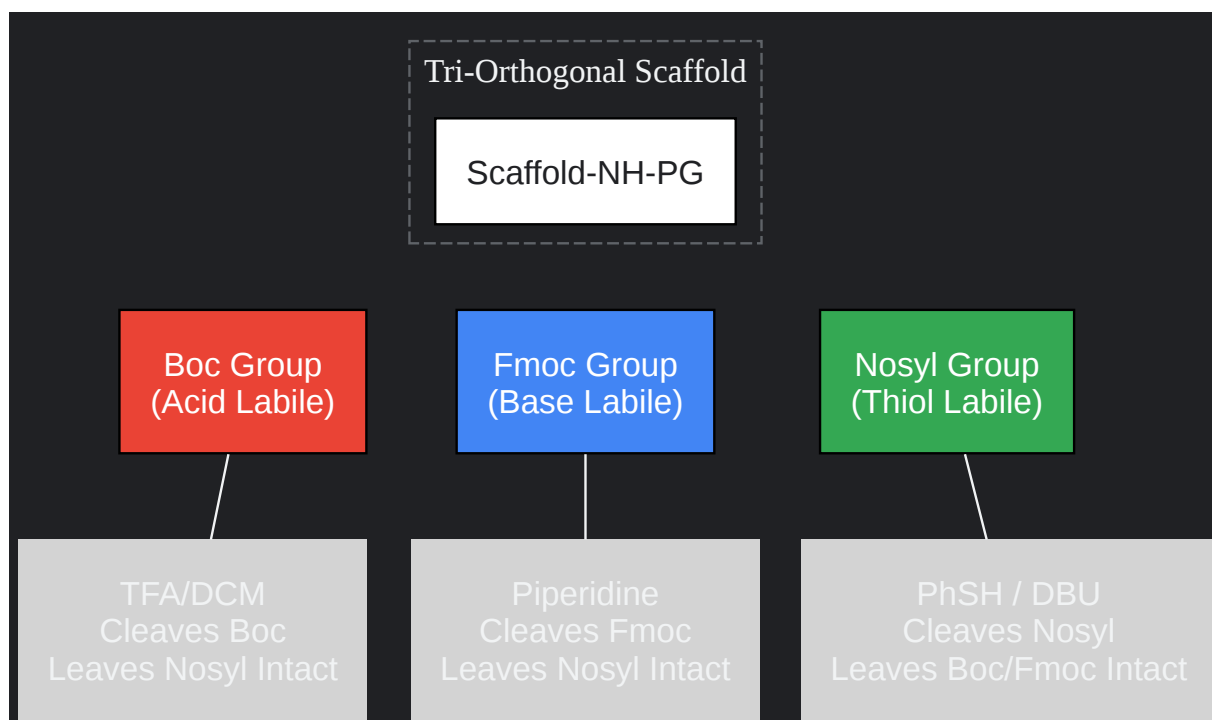 Tri-Orthogonal Scaffold
Scaffold-NH-PG
Boc Group
(Acid Labile)
Fmoc Group
(Base Labile)
Nosyl Group
(Thiol Labile)
TFA/DCM
Cleaves Boc
Leaves Nosyl Intact
Piperidine
Cleaves Fmoc
Leaves Nosyl Intact
PhSH / DBU
Cleaves Nosyl
Leaves Boc/Fmoc Intact